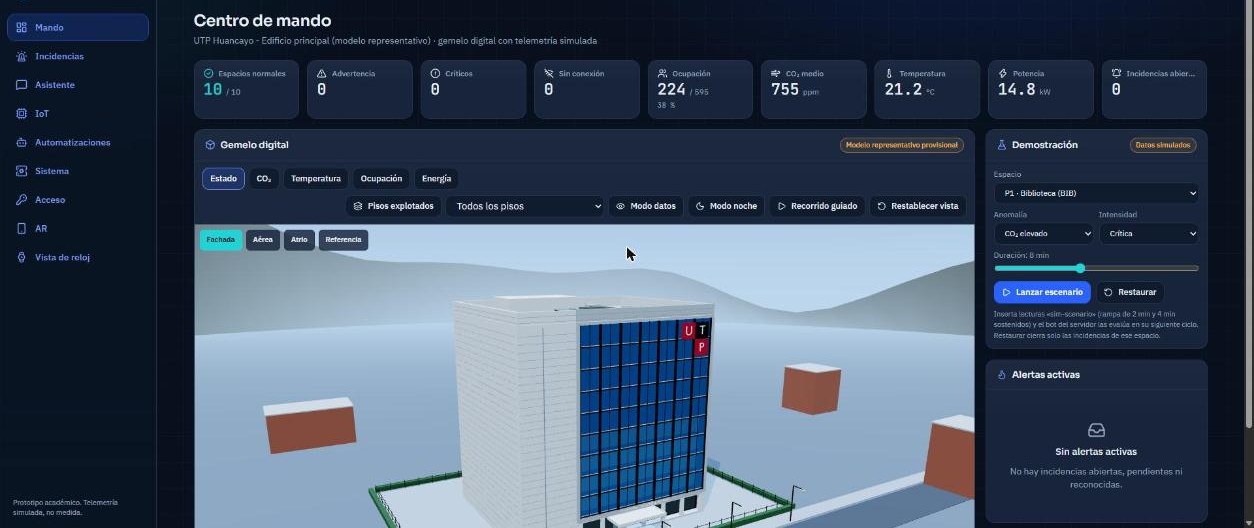 Mando
Incidencias
Asistente
IoT
Automatizaciones
Sistema
Acceso
AR
Vista de reloj
Prototipo académico. Telemetría
simulada, no medida.
Centro de mando
UTP Huancayo - Edificio principal (modelo representativo) · gemelo digital con telemetría simulada
Espacios normales
10 / 10
Advertencia
0
Críticos
0
Sin conexión
0
Ocupación
224 / 595
38 %
CO₂ medio
755 ppm
Temperatura
21.2 °C
Potencia
14.8 kW
Incidencias abier...
0
Gemelo digital
Modelo representativo provisional
Estado
CO₂
Temperatura
Ocupación
Energía
Pisos explotados
Todos los pisos
Modo datos
Modo noche
Recorrido guiado
Restablecer vista
Fachada
Aérea
Atrio
Referencia
U T
P
Demostración
Datos simulados
Espacio
P1 · Biblioteca (BIB)
Anomalía
Intensidad
CO₂ elevado
Crítica
Duración: 8 min
Lanzar escenario
Restaurar
Inserta lecturas «sim-scenario» (rampa de 2 min y 4 min
sostenidos) y el bot del servidor las evalúa en su siguiente ciclo.
Restaurar cierra solo las incidencias de ese espacio.
Alertas activas
Sin alertas activas
No hay incidencias abiertas, pendientes ni
reconocidas.